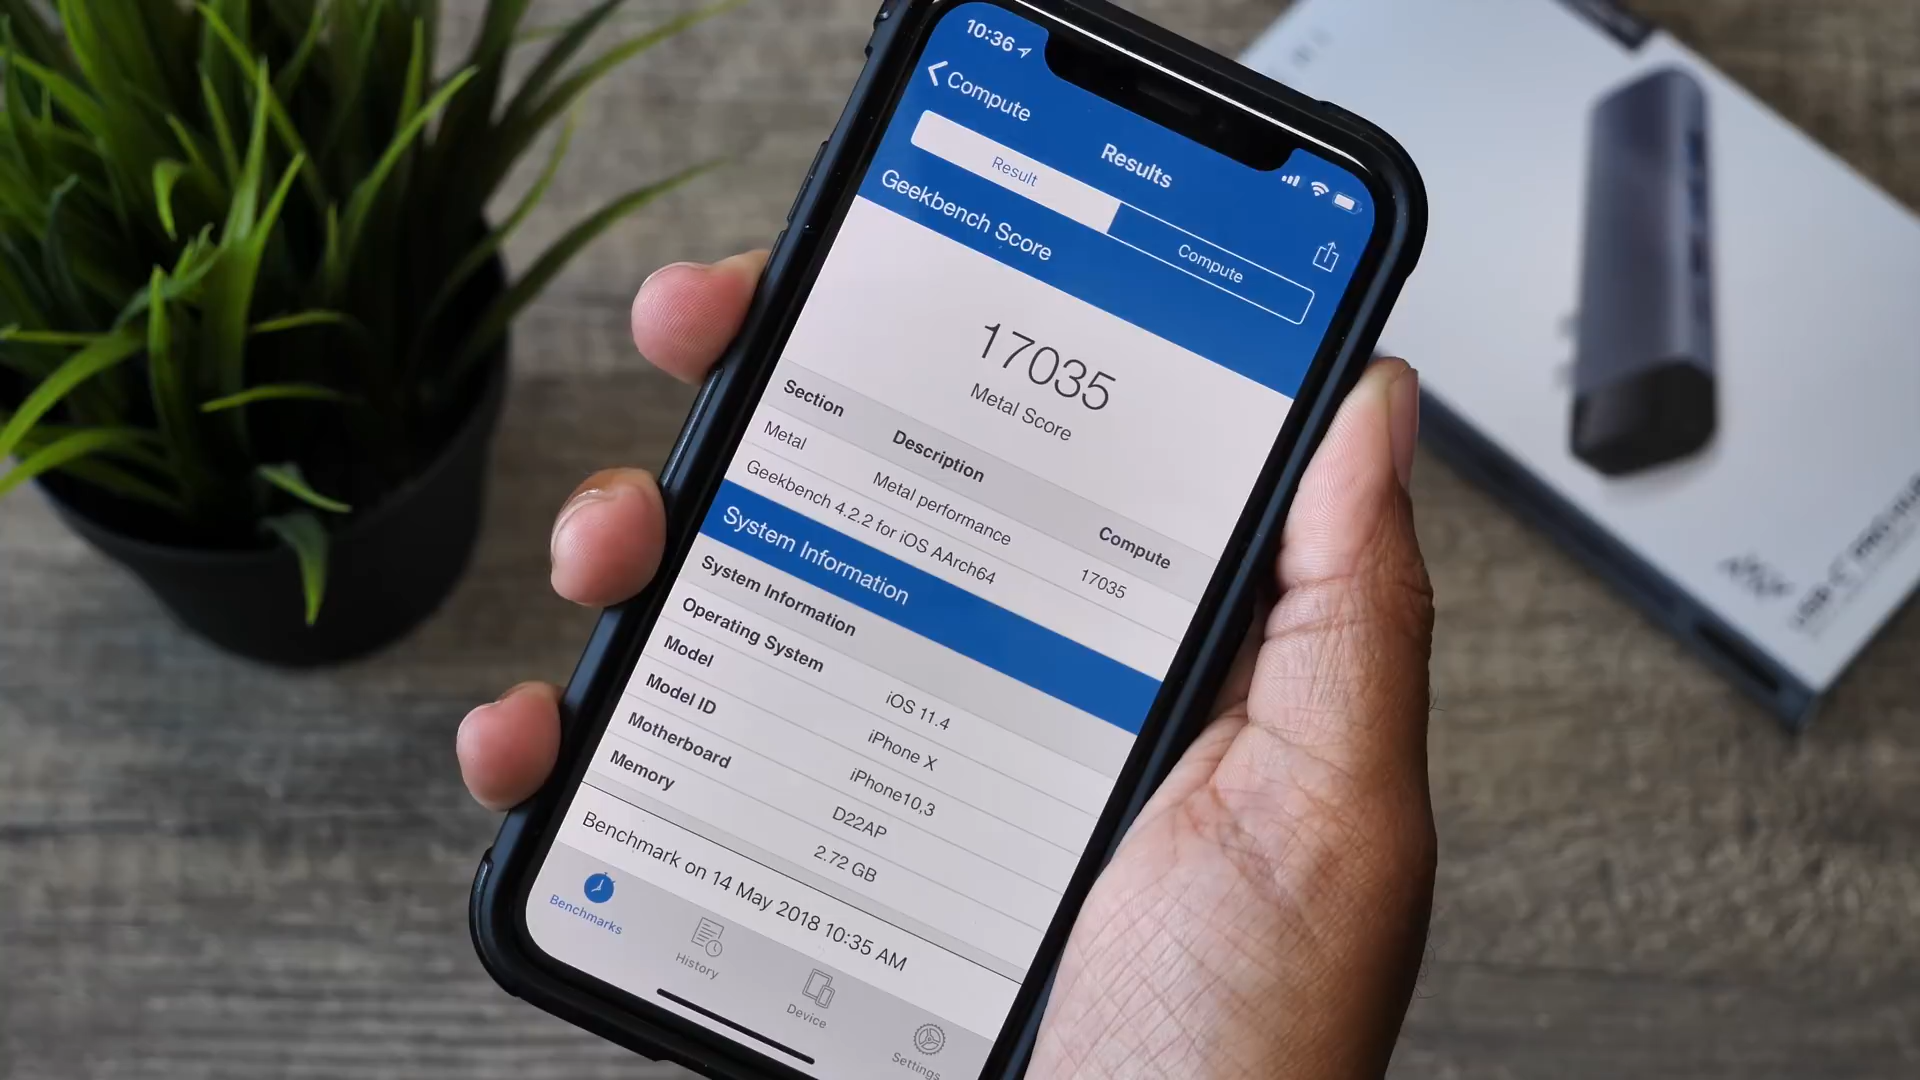 10:36
Compute
Results
Result
Compute
Geekbench Score
17035
Metal Score
Section Description Compute
Metal Metal performance 17035
Geekbench 4.2.2 for iOS AArch64
System Information
System Information
Operating System iOS 11.4
Model iPhone X
Model ID iPhone10,3
Motherboard D22AP
Memory 2.72 GB
Benchmark on 14 May 2018 10:35 AM
Benchmarks
History
Device
Settings